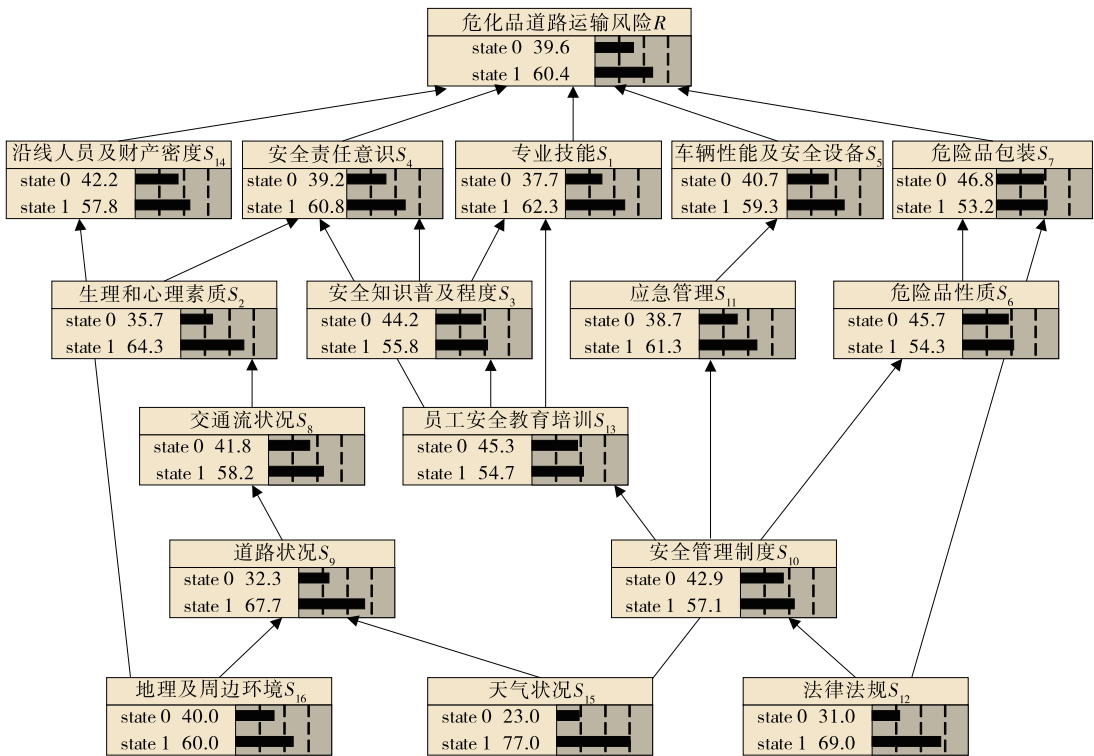 危化品道路运输风险R
state 0 39.6
state 1 60.4
沿线人员及财产密度S14
state 0 42.2
state 1 57.8
安全责任意识S4
state 0 39.2
state 1 60.8
专业技能S1
state 0 37.7
state 1 62.3
车辆性能及安全设备S5
state 0 40.7
state 1 59.3
危险品包装S7
state 0 46.8
state 1 53.2
生理和心理素质S2
state 0 35.7
state 1 64.3
安全知识普及程度S3
state 0 44.2
state 1 55.8
应急管理S11
state 0 38.7
state 1 61.3
危险品性质S6
state 0 45.7
state 1 54.3
交通流状况S8
state 0 41.8
state 1 58.2
员工安全教育培训S13
state 0 45.3
state 1 54.7
道路状况S9
state 0 32.3
state 1 67.7
安全管理制度S10
state 0 42.9
state 1 57.1
地理及周边环境S16
state 0 40.0
state 1 60.0
天气状况S15
state 0 23.0
state 1 77.0
法律法规S12
state 0 31.0
state 1 69.0